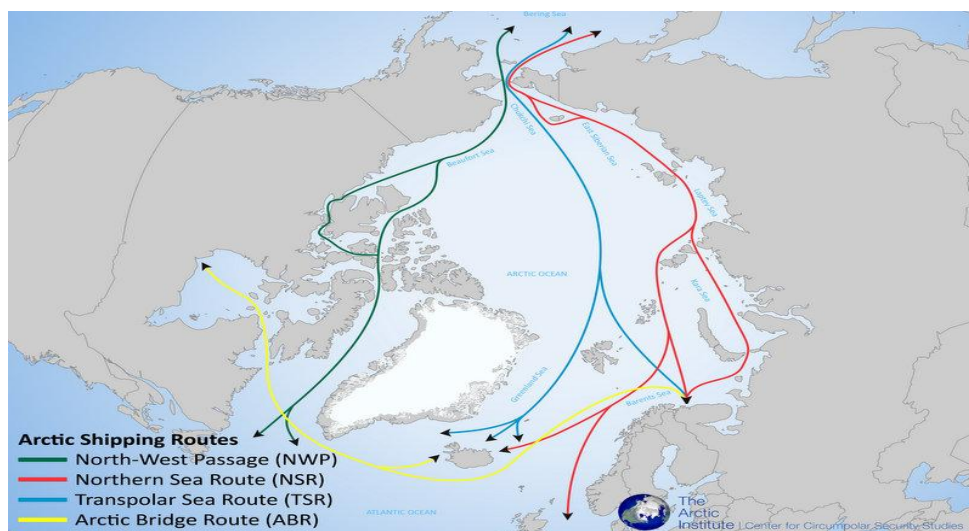 Bering Sea
Chukchi Sea
East Siberian Sea
Beaufort Sea
Laptev Sea
ARCTIC OCEAN
Kara Sea
Greenland Sea
Barents Sea
Arctic Shipping Routes
North-West Passage (NWP)
Northern Sea Route (NSR)
Transpolar Sea Route (TSR)
Arctic Bridge Route (ABR)
ATLANTIC OCEAN
The
Arctic
Institute | Center for Circumpolar Security Studies